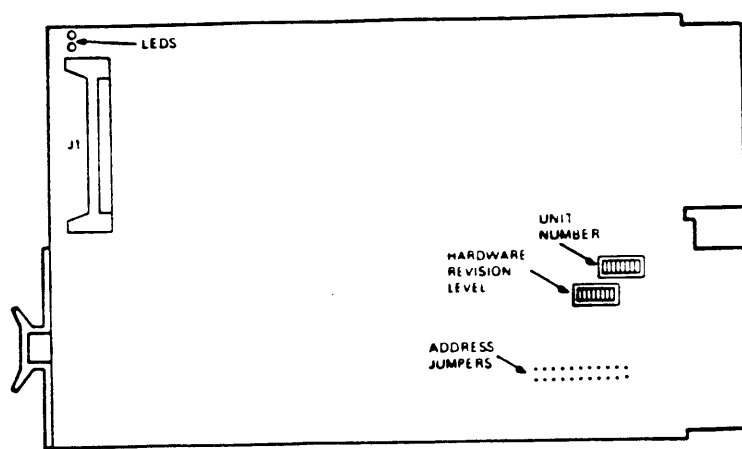 LEDS
J1
UNIT
NUMBER
HARDWARE
REVISION
LEVEL
ADDRESS
JUMPERS